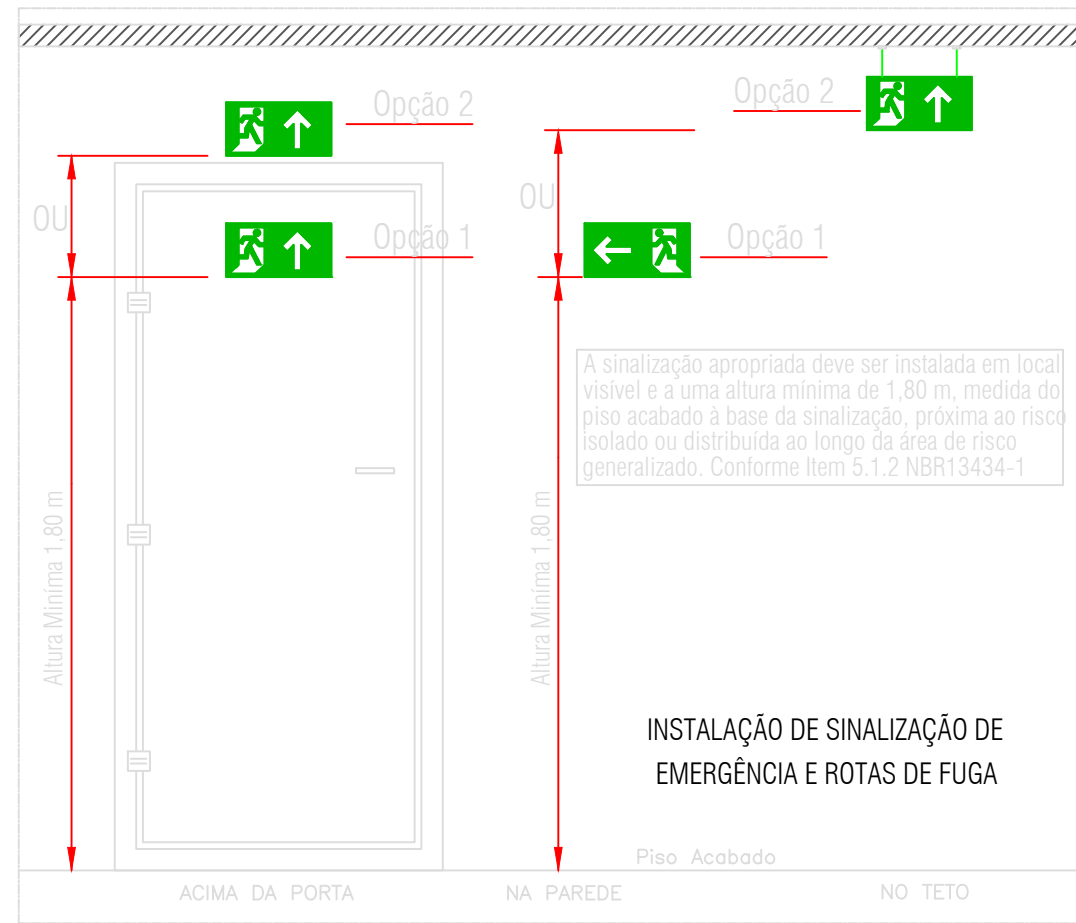 Opção 2
Opção 2
OU
OU
Opção 1
Opção 1
A sinalização apropriada deve ser instalada em local
visível e a uma altura mínima de 1,80 m, medida do
piso acabado à base da sinalização, próxima ao risco
isolado ou distribuída ao longo da área de risco
generalizado. Conforme Item 5.1.2 NBR13434-1
Altura Miníma 1,80 m
Altura Miníma 1,80 m
INSTALAÇÃO DE SINALIZAÇÃO DE
EMERGÊNCIA E ROTAS DE FUGA
Piso Acabado
ACIMA DA PORTA
NA PAREDE
NO TETO